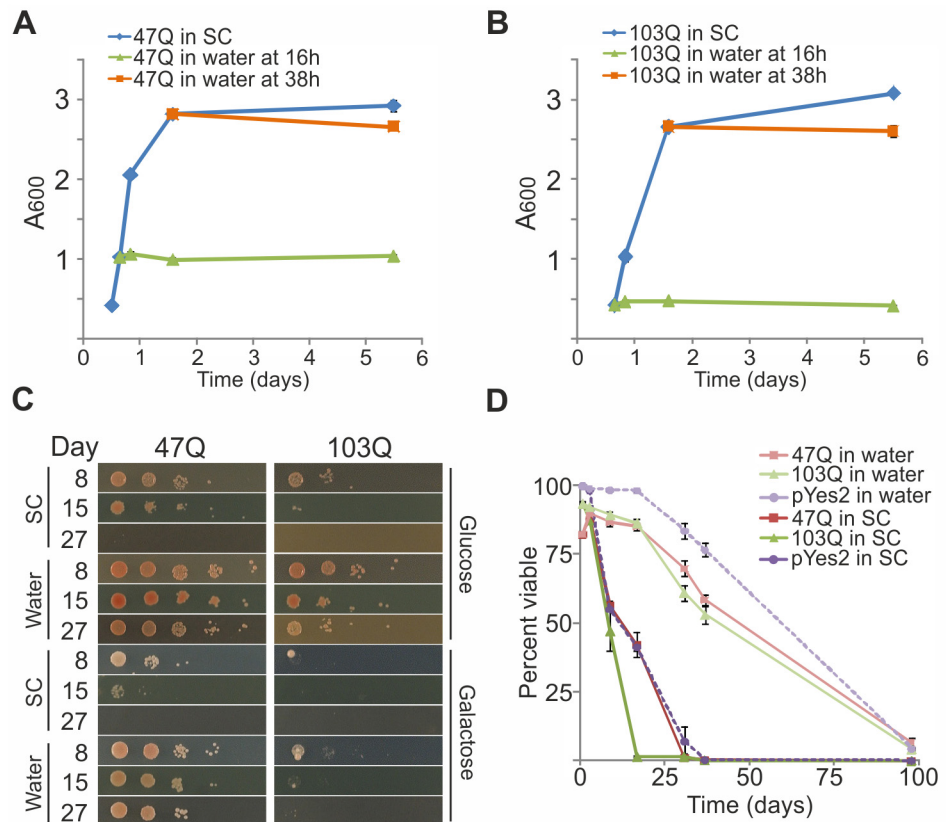 A
47Q in SC
47Q in water at 16h
47Q in water at 38h
3
2
1
A600
0 1 2 3 4 5 6
Time (days)
B
103Q in SC
103Q in water at 16h
103Q in water at 38h
3
2
1
A600
0 1 2 3 4 5 6
Time (days)
C
Day 47Q 103Q
SC
8
15
27
Water
8
15
27
Glucose
SC
8
15
27
Water
8
15
27
Galactose
D
47Q in water
103Q in water
pYes2 in water
47Q in SC
103Q in SC
pYes2 in SC
100
75
50
25
Percent viable
0 25 50 75 100
Time (days)